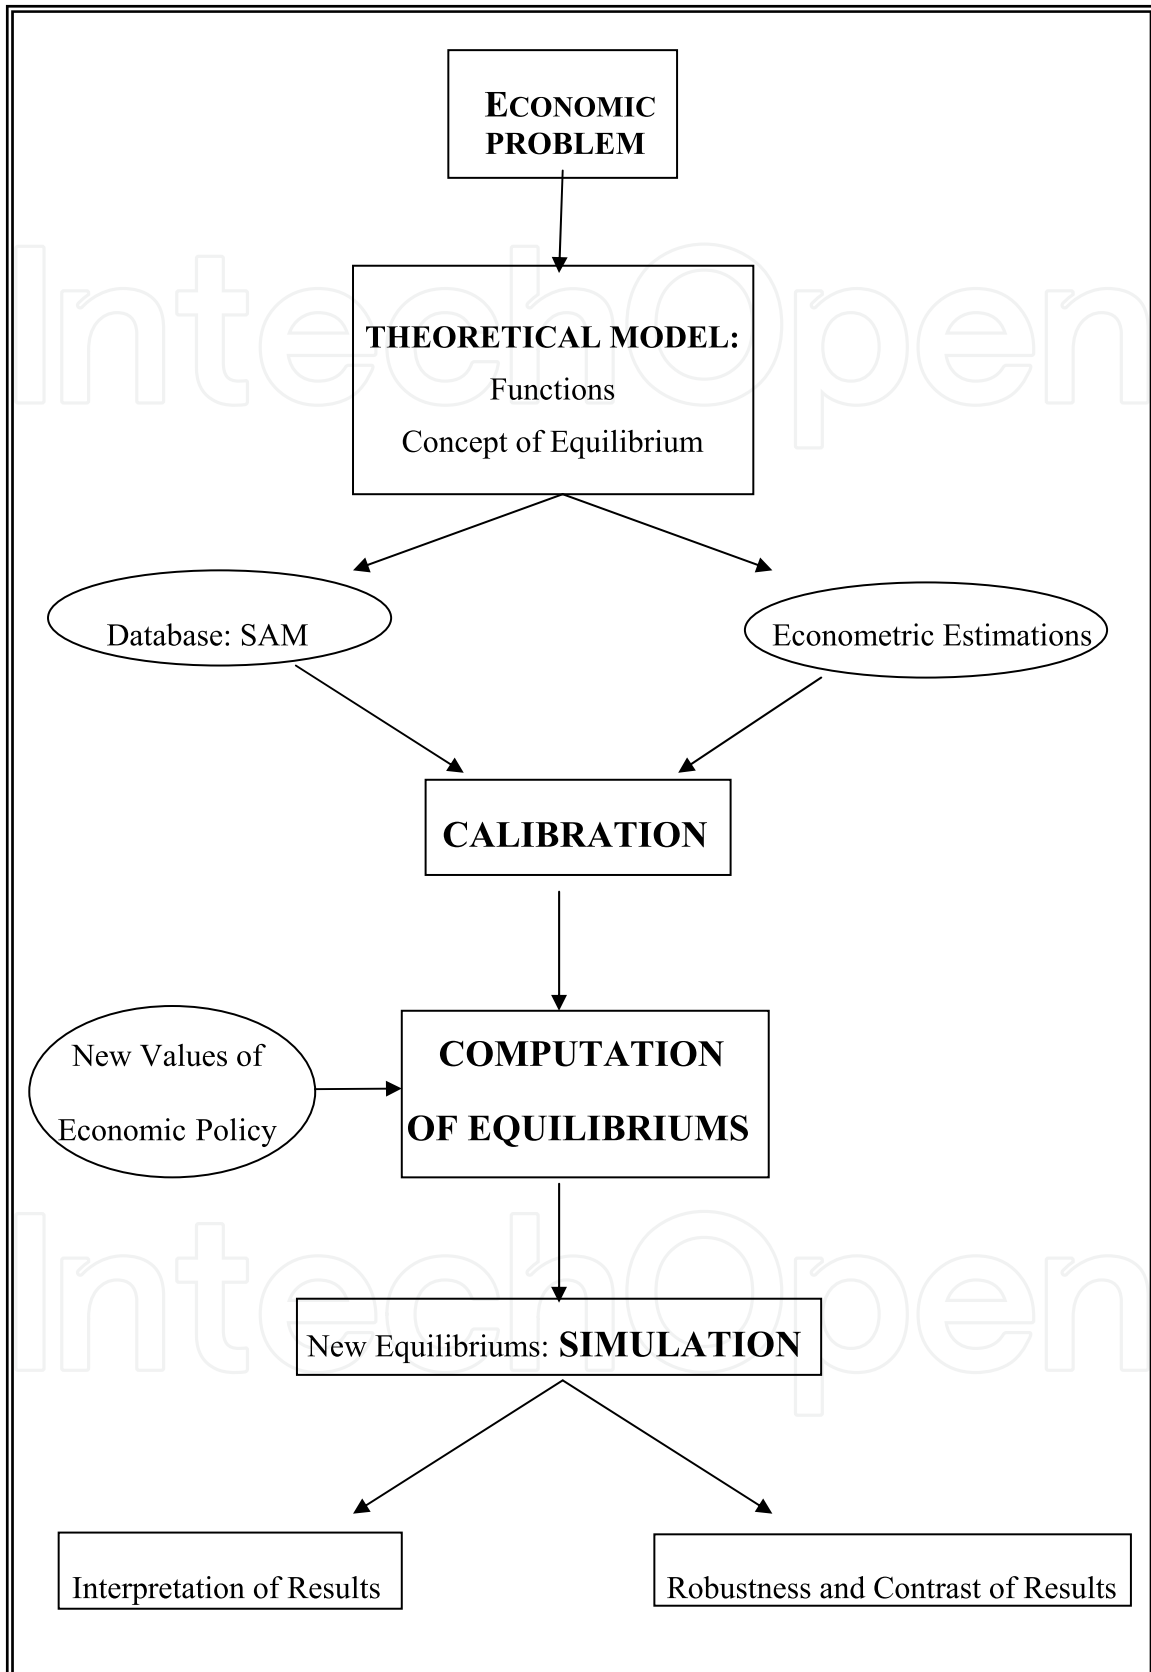 ECONOMIC
PROBLEM
THEORETICAL MODEL:
Functions
Concept of Equilibrium
Database: SAM
Econometric Estimations
CALIBRATION
New Values of
Economic Policy
COMPUTATION
OF EQUILIBRIUMS
New Equilibriums: SIMULATION
Interpretation of Results
Robustness and Contrast of Results
IntechOpen
IntechOpen